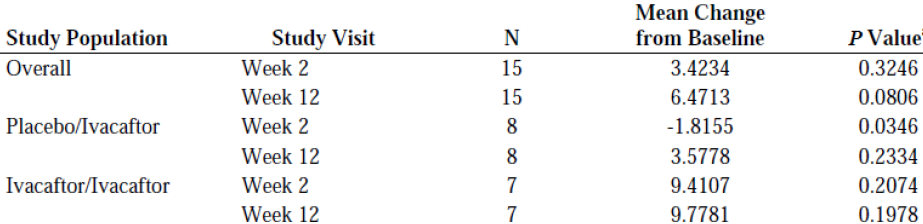 Mean Change
Study Population Study Visit N from Baseline P Value
Overall Week 2 15 3.4234 0.3246
Week 12 15 6.4713 0.0806
Placebo/Ivacaftor Week 2 8 -1.8155 0.0346
Week 12 8 3.5778 0.2334
Ivacaftor/Ivacaftor Week 2 7 9.4107 0.2074
Week 12 7 9.7781 0.1978